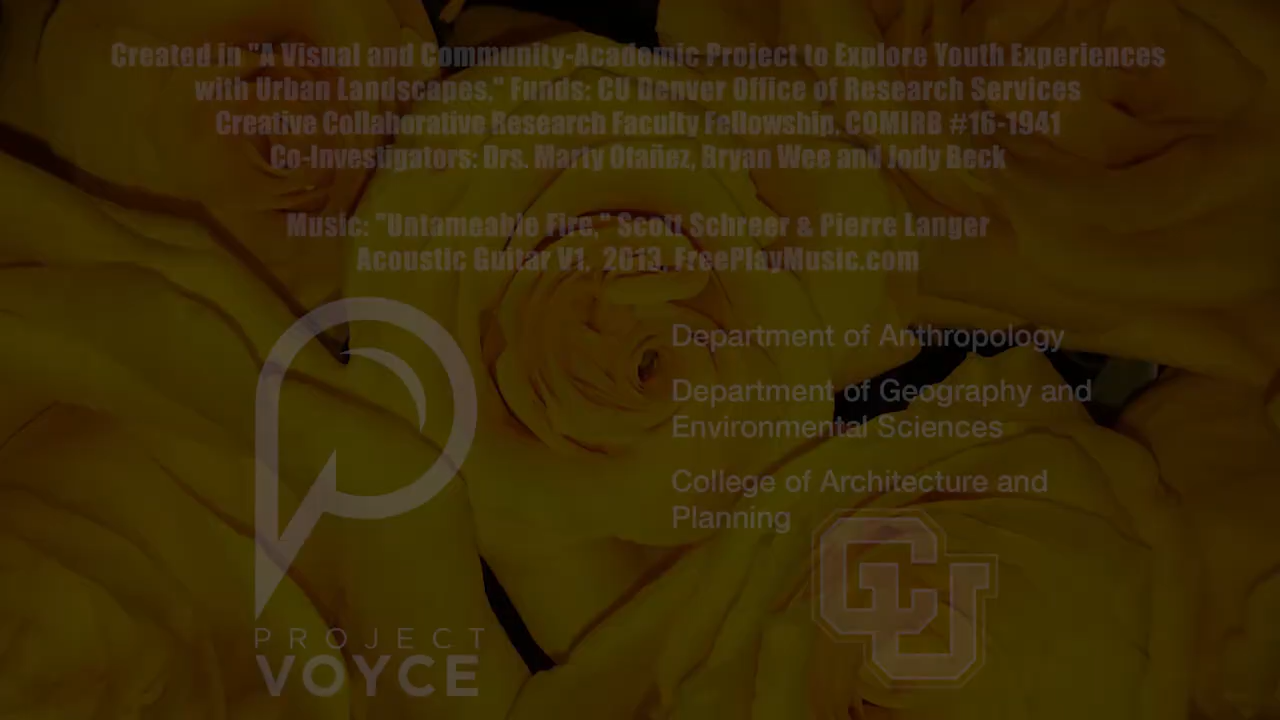 Created in "A Visual and Community-Academic Project to Explore Youth Experiences
with Urban Landscapes," Funds: CU Denver Office of Research Services
Creative Collaborative Research Faculty Fellowship, COMIRB #16-1941
Co-Investigators: Drs. Marty Otañez, Bryan Wee and Jody Beck
Music: "Untameable Fire," Scott Schreer & Pierre Langer
Acoustic Guitar V1, 2013, FreePlayMusic.com
Department of Anthropology
Department of Geography and
Environmental Sciences
College of Architecture and
Planning
CU
PROJECT
VOYCE